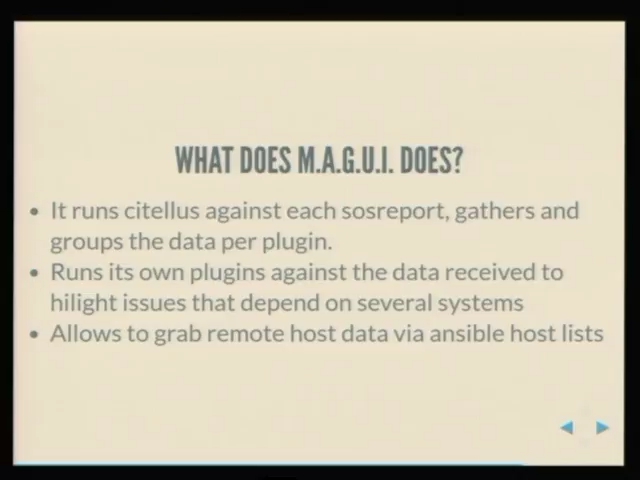 WHAT DOES M.A.G.U.I. DOES?
• It runs citellus against each sosreport, gathers and
groups the data per plugin.
• Runs its own plugins against the data received to
hilight issues that depend on several systems
• Allows to grab remote host data via ansible host lists